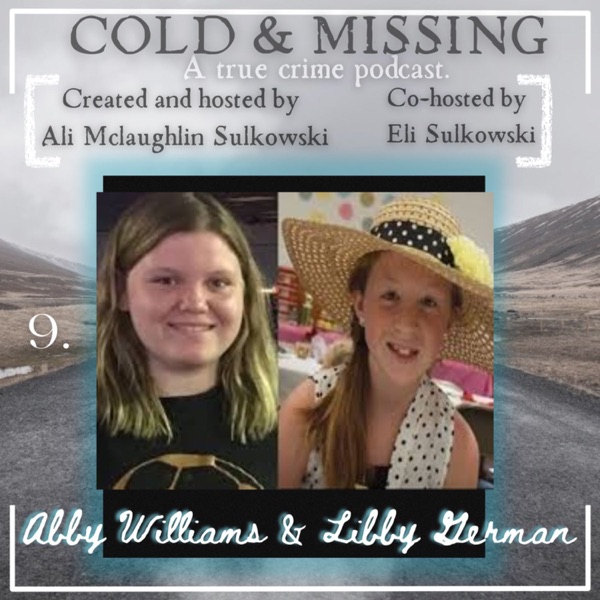 COLD & MISSING
A true crime podcast.
Created and hosted by
Ali Mclaughlin Sulkowski
Co-hosted by
Eli Sulkowski
9.
Abby Williams & Libby German